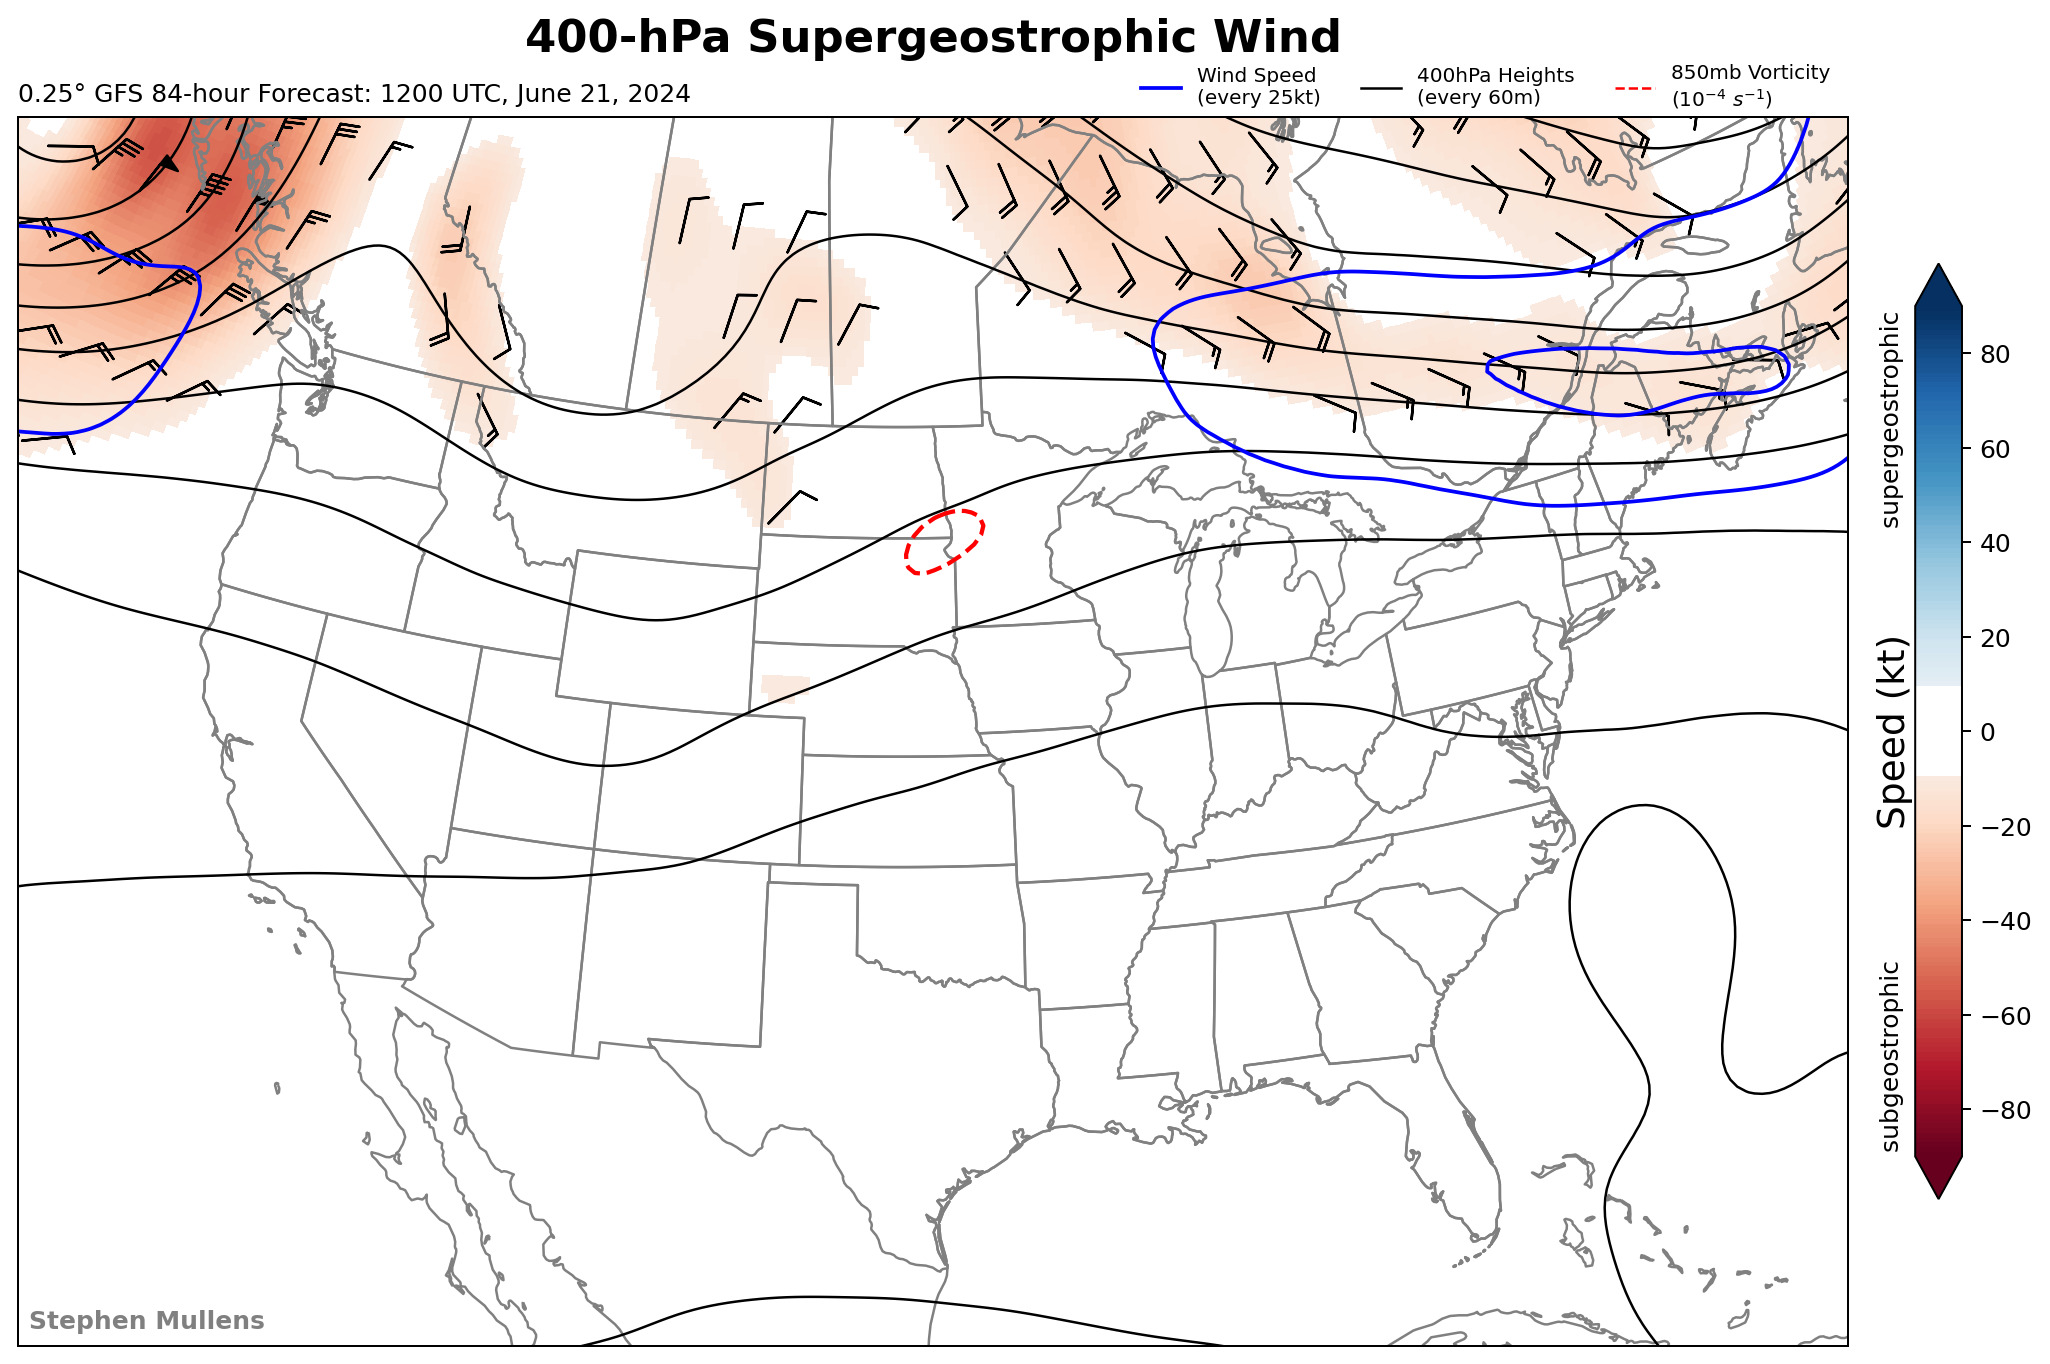 400-hPa Supergeostrophic Wind
0.25° GFS 84-hour Forecast: 1200 UTC, June 21, 2024
Wind Speed
(every 25kt)
400hPa Heights
(every 60m)
850mb Vorticity
(10⁻⁴ s⁻¹)
supergeostrophic
Speed (kt)
subgeostrophic
80
60
40
20
0
−20
−40
−60
−80
Stephen Mullens